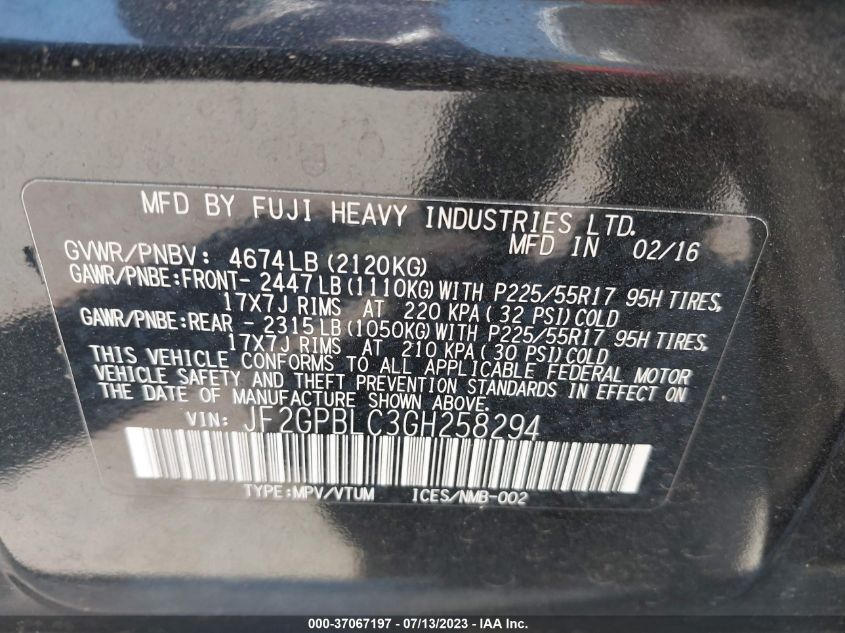 MFD BY FUJI HEAVY INDUSTRIES LTD.
MFD IN 02/16
GVWR/PNBV: 4674LB (2120KG)
GAWR/PNBE:FRONT- 2447LB (1110KG) WITH P225/55R17 95H TIRES,
17X7J RIMS AT 220 KPA (32 PSI) COLD
GAWR/PNBE:REAR - 2315LB (1050KG) WITH P225/55R17 95H TIRES,
17X7J RIMS AT 210 KPA (30 PSI) COLD
THIS VEHICLE CONFORMS TO ALL APPLICABLE FEDERAL MOTOR
VEHICLE SAFETY AND THEFT PREVENTION STANDARDS IN EFFECT ON
THE DATE OF MANUFACTURE SHOWN ABOVE.
VIN: JF2GPBLC3GH258294
TYPE:MPV/VTUM ICES/NMB-002
000-37067197 - 07/13/2023 - IAA Inc.